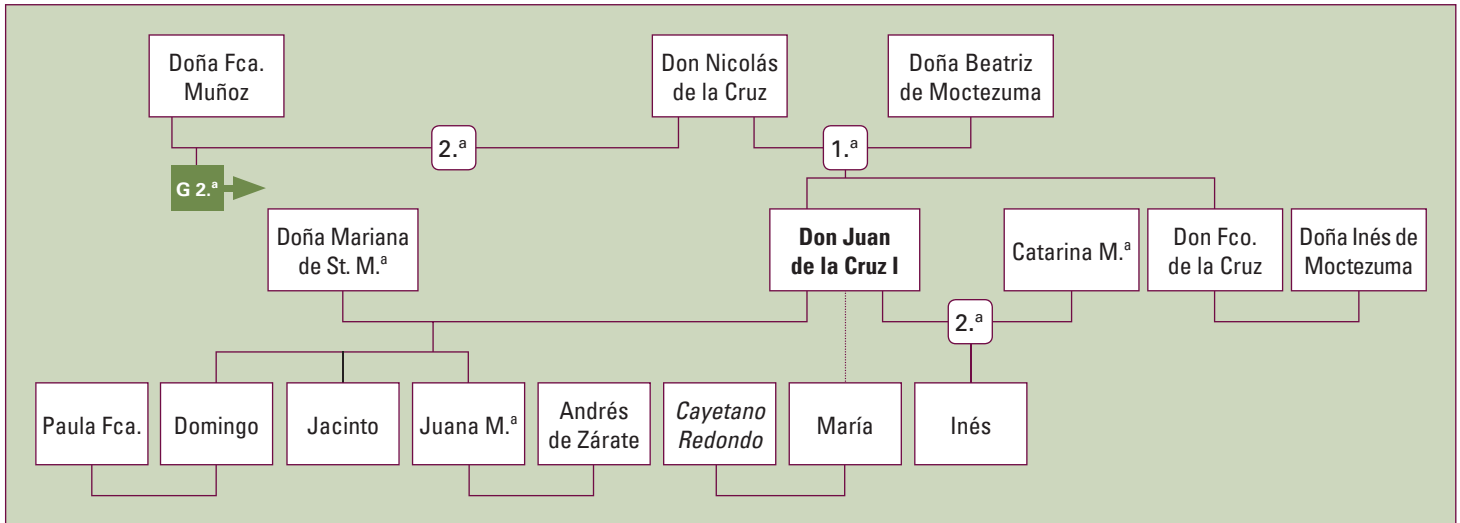 Doña Fca.
Muñoz
Don Nicolás
de la Cruz
Doña Beatriz
de Moctezuma
2.ª
1.ª
G 2.ª
Doña Mariana
de St. M.ª
Don Juan
de la Cruz I
Catarina M.ª
Don Fco.
de la Cruz
Doña Inés de
Moctezuma
2.ª
Paula Fca.
Domingo
Jacinto
Juana M.ª
Andrés
de Zárate
Cayetano
Redondo
María
Inés